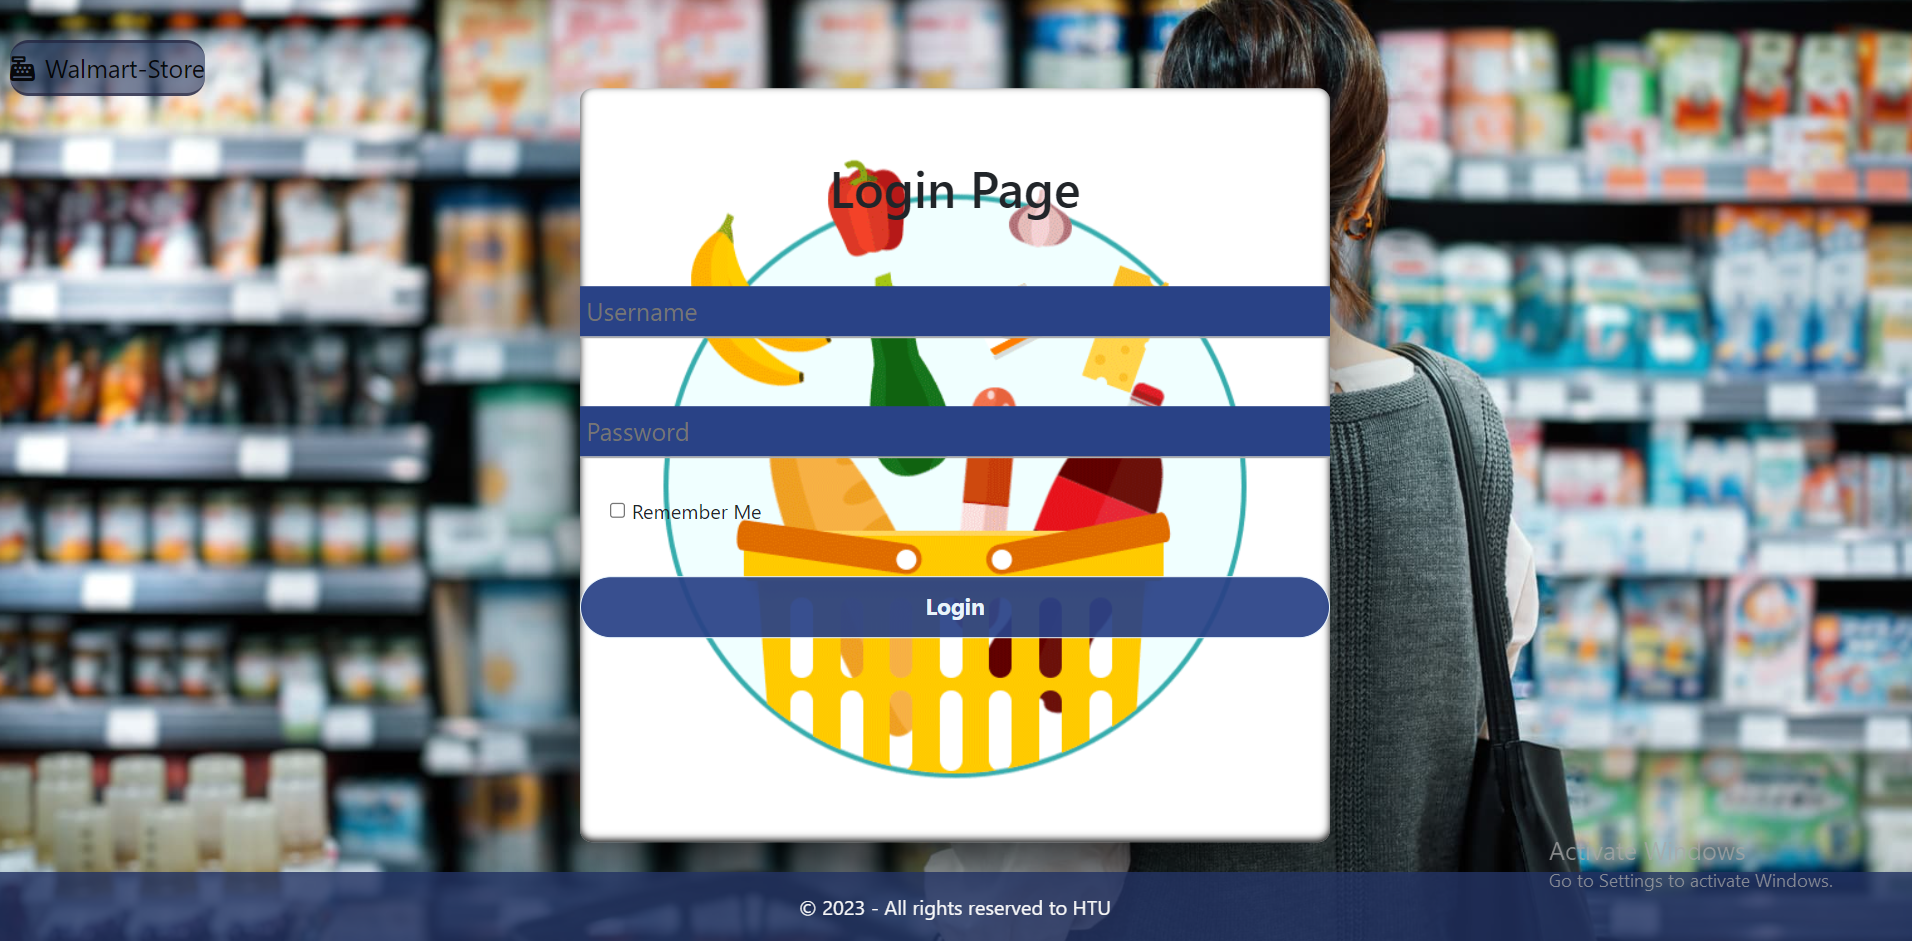 Walmart-Store
Login Page
Username
Password
Remember Me
Login
Activate Windows
Go to Settings to activate Windows.
© 2023 - All rights reserved to HTU